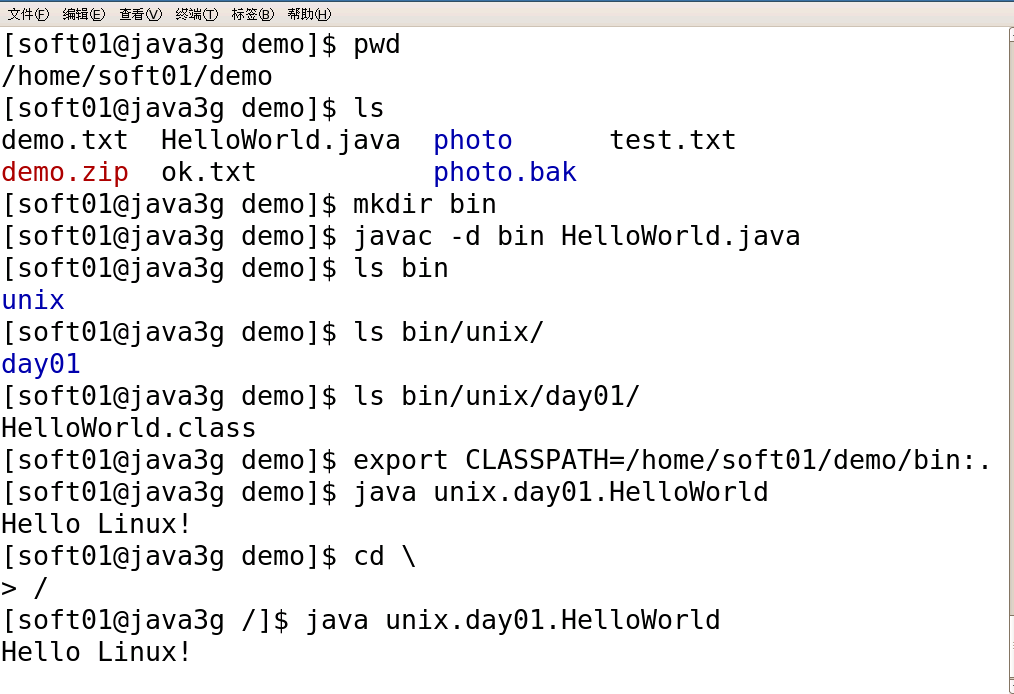 文件(F) 编辑(E) 查看(V) 终端(T) 标签(B) 帮助(H)
[soft01@java3g demo]$ pwd
/home/soft01/demo
[soft01@java3g demo]$ ls
demo.txt  HelloWorld.java  photo      test.txt
demo.zip  ok.txt           photo.bak
[soft01@java3g demo]$ mkdir bin
[soft01@java3g demo]$ javac -d bin HelloWorld.java
[soft01@java3g demo]$ ls bin
unix
[soft01@java3g demo]$ ls bin/unix/
day01
[soft01@java3g demo]$ ls bin/unix/day01/
HelloWorld.class
[soft01@java3g demo]$ export CLASSPATH=/home/soft01/demo/bin:.
[soft01@java3g demo]$ java unix.day01.HelloWorld
Hello Linux!
[soft01@java3g demo]$ cd \
> /
[soft01@java3g /]$ java unix.day01.HelloWorld
Hello Linux!